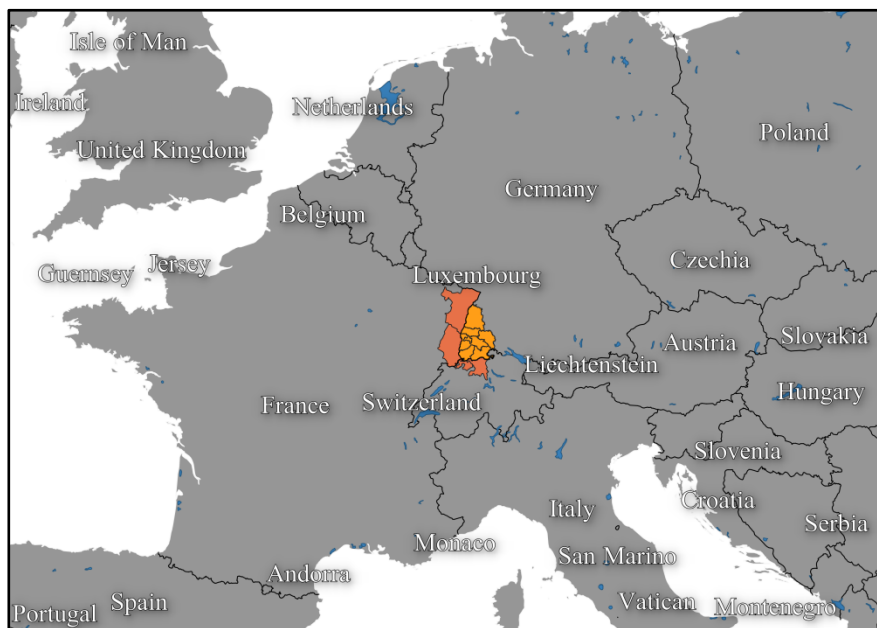 Isle of Man
Ireland
Netherlands
Poland
United Kingdom
Germany
Belgium
Czechia
Guernsey
Jersey
Luxembourg
Slovakia
Austria
Liechtenstein
Hungary
France
Switzerland
Slovenia
Croatia
Italy
Serbia
Monaco
San Marino
Andorra
Spain
Portugal
Vatican
Montenegro